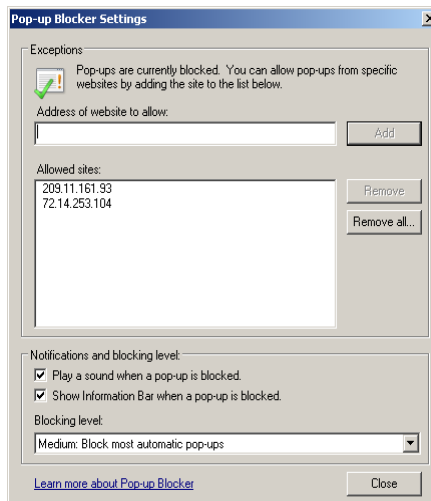 Pop-up Blocker Settings
Exceptions
Pop-ups are currently blocked. You can allow pop-ups from specific
websites by adding the site to the list below.
Address of website to allow:
Add
Allowed sites:
209.11.161.93
72.14.253.104
Remove
Remove all...
Notifications and blocking level:
Play a sound when a pop-up is blocked.
Show Information Bar when a pop-up is blocked.
Blocking level:
Medium: Block most automatic pop-ups
Learn more about Pop-up Blocker
Close